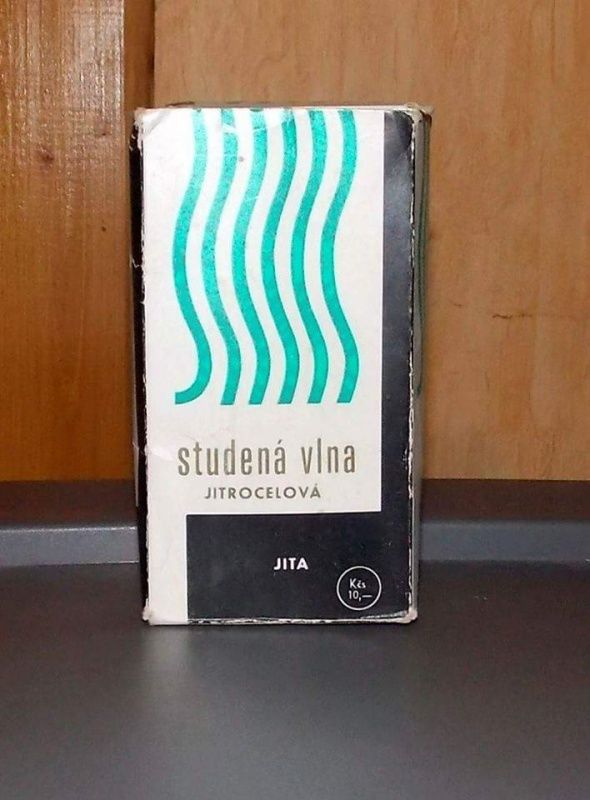 studená vlna
JITROCELOVÁ
JITA
Kčs
10,—